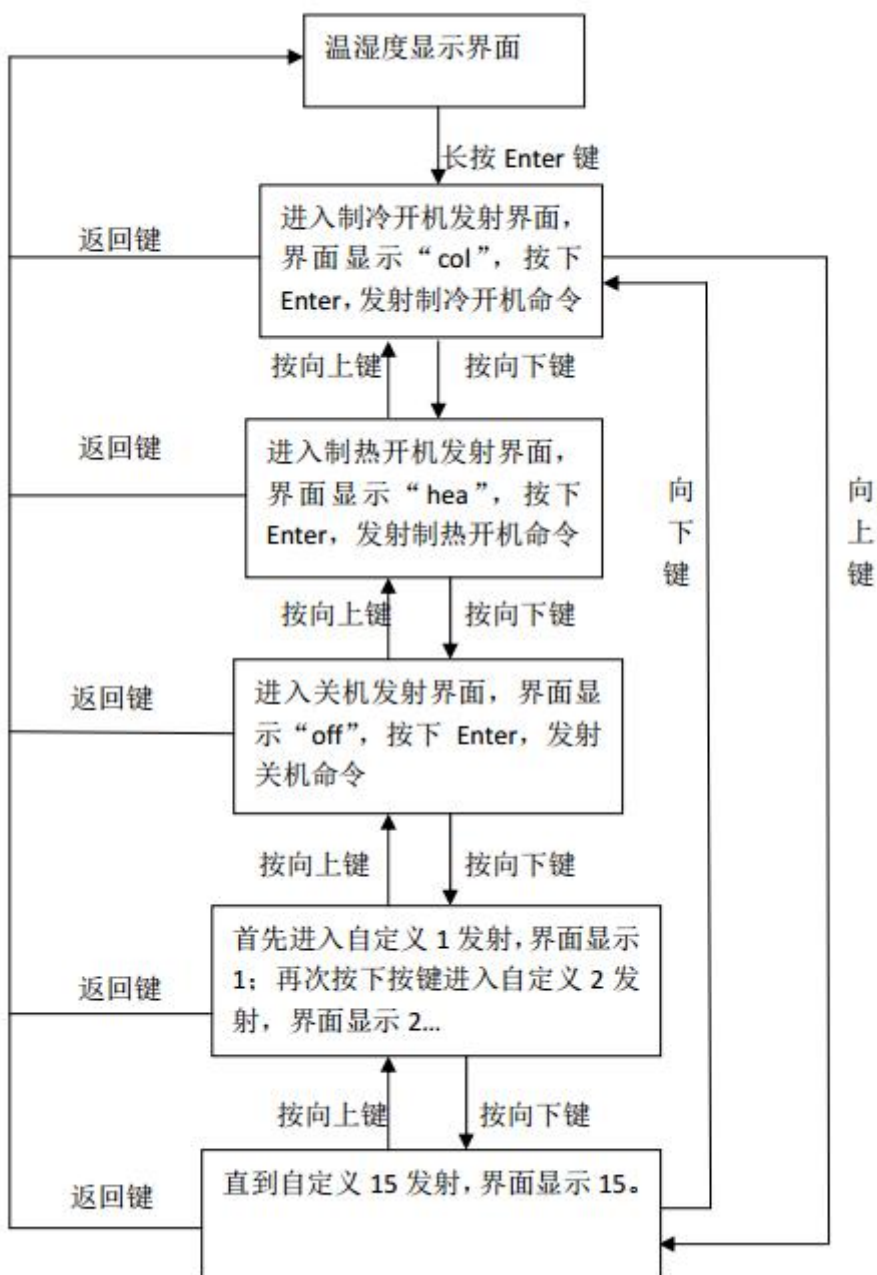 温湿度显示界面
长按 Enter 键
返回键
进入制冷开机发射界面，
界面显示“col”，按下
Enter，发射制冷开机命令
按向上键
按向下键
返回键
进入制热开机发射界面，
界面显示“hea”，按下
Enter，发射制热开机命令
向下键
向上键
按向上键
按向下键
返回键
进入关机发射界面，界面显
示“off”，按下 Enter，发射
关机命令
按向上键
按向下键
返回键
首先进入自定义 1 发射，界面显示
1；再次按下按键进入自定义 2 发
射，界面显示 2...
按向上键
按向下键
返回键
直到自定义 15 发射，界面显示 15。